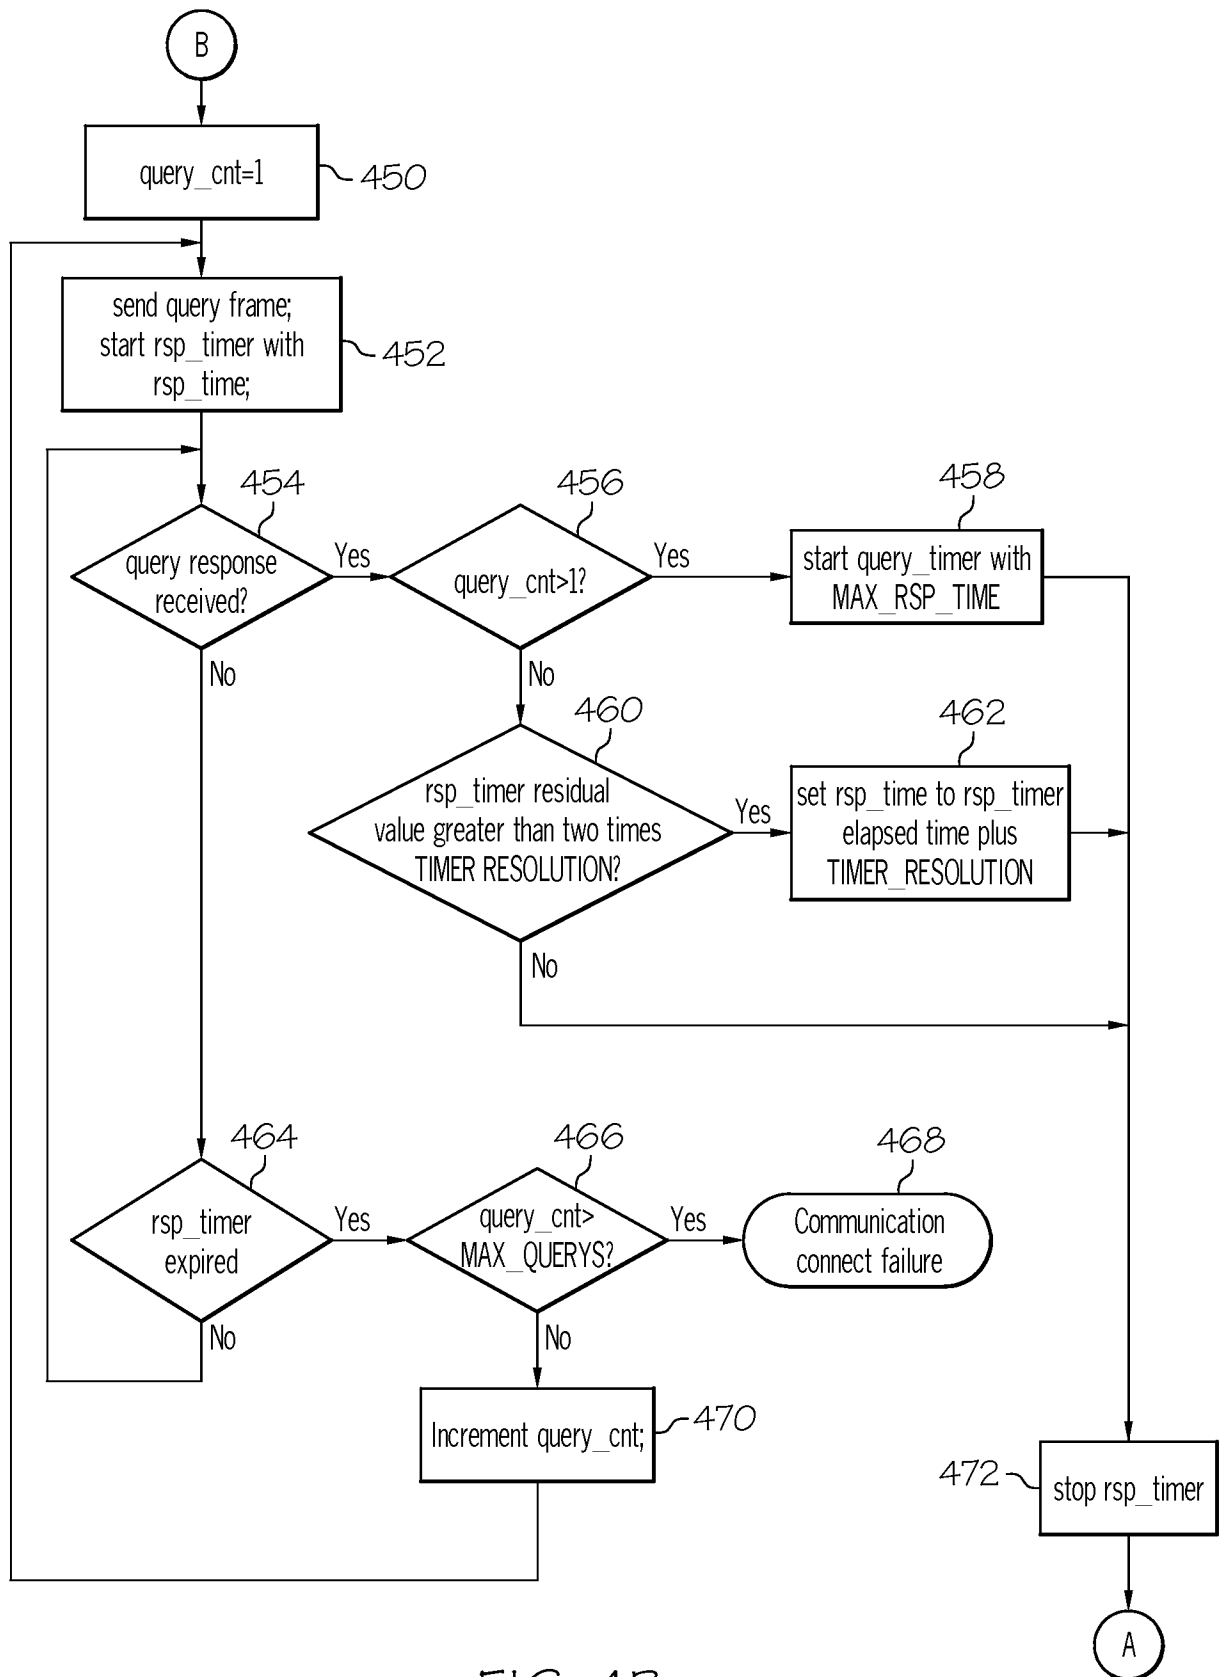 B
query_cnt=1
450
send query frame;
start rsp_timer with
rsp_time;
452
454
query response
received?
Yes
No
456
query_cnt>1?
Yes
No
458
start query_timer with
MAX_RSP_TIME
460
rsp_timer residual
value greater than two times
TIMER RESOLUTION?
Yes
No
462
set rsp_time to rsp_timer
elapsed time plus
TIMER_RESOLUTION
464
rsp_timer
expired
Yes
No
466
query_cnt>
MAX_QUERYS?
Yes
No
468
Communication
connect failure
Increment query_cnt;
470
472
stop rsp_timer
A